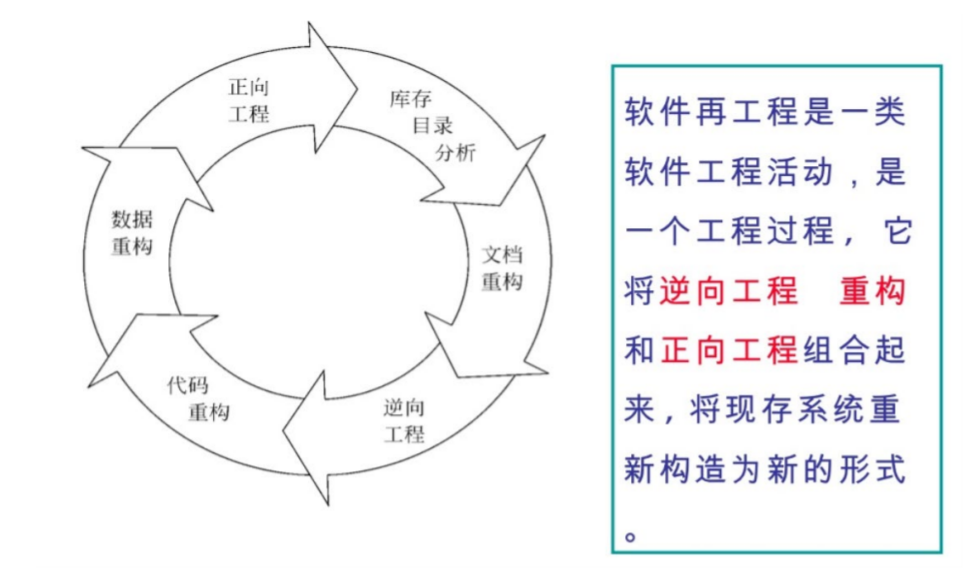 正向
工程
库存
目录
分析
文档
重构
逆向
工程
代码
重构
数据
重构
软件再工程是一类
软件工程活动，是
一个工程过程， 它
将逆向工程 重构
和正向工程组合起
来，将现存系统重
新构造为新的形式
。